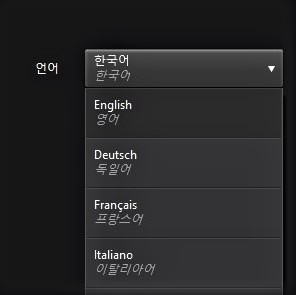 언어
한국어
한국어
English
영어
Deutsch
독일어
Français
프랑스어
Italiano
이탈리아어